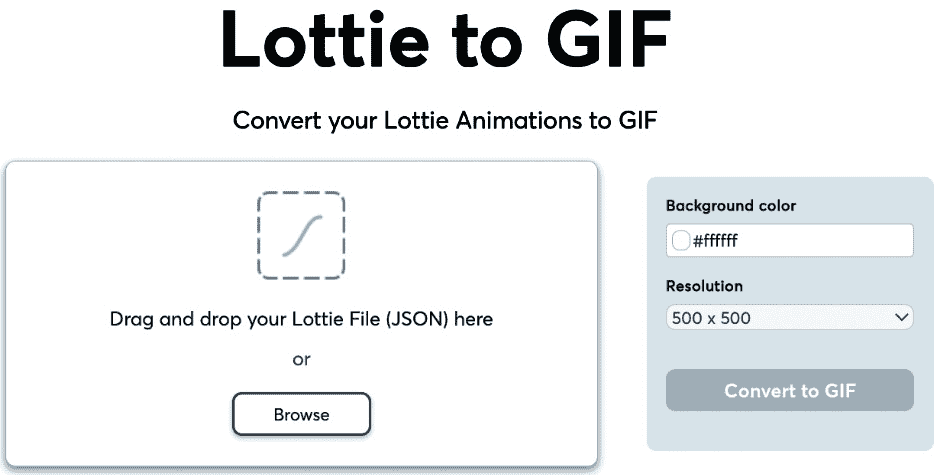 Lottie to GIF
Convert your Lottie Animations to GIF
Drag and drop your Lottie File (JSON) here
or
Browse
Background color
#ffffff
Resolution
500 x 500
Convert to GIF